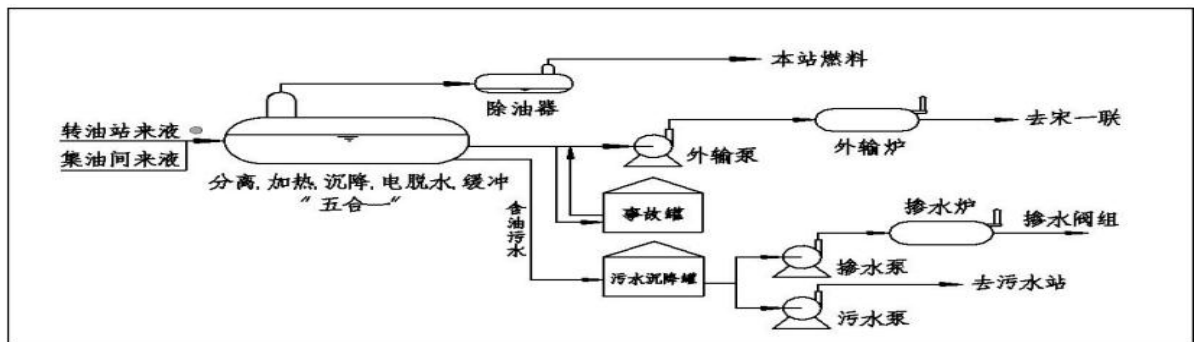 本站燃料
除油器
转油站来液
集油间来液
分离,加热,沉降,电脱水,缓冲
"五合一"
外输泵
外输炉
去宋一联
事故罐
含油污水
污水沉降罐
掺水炉
掺水阀组
掺水泵
去污水站
污水泵